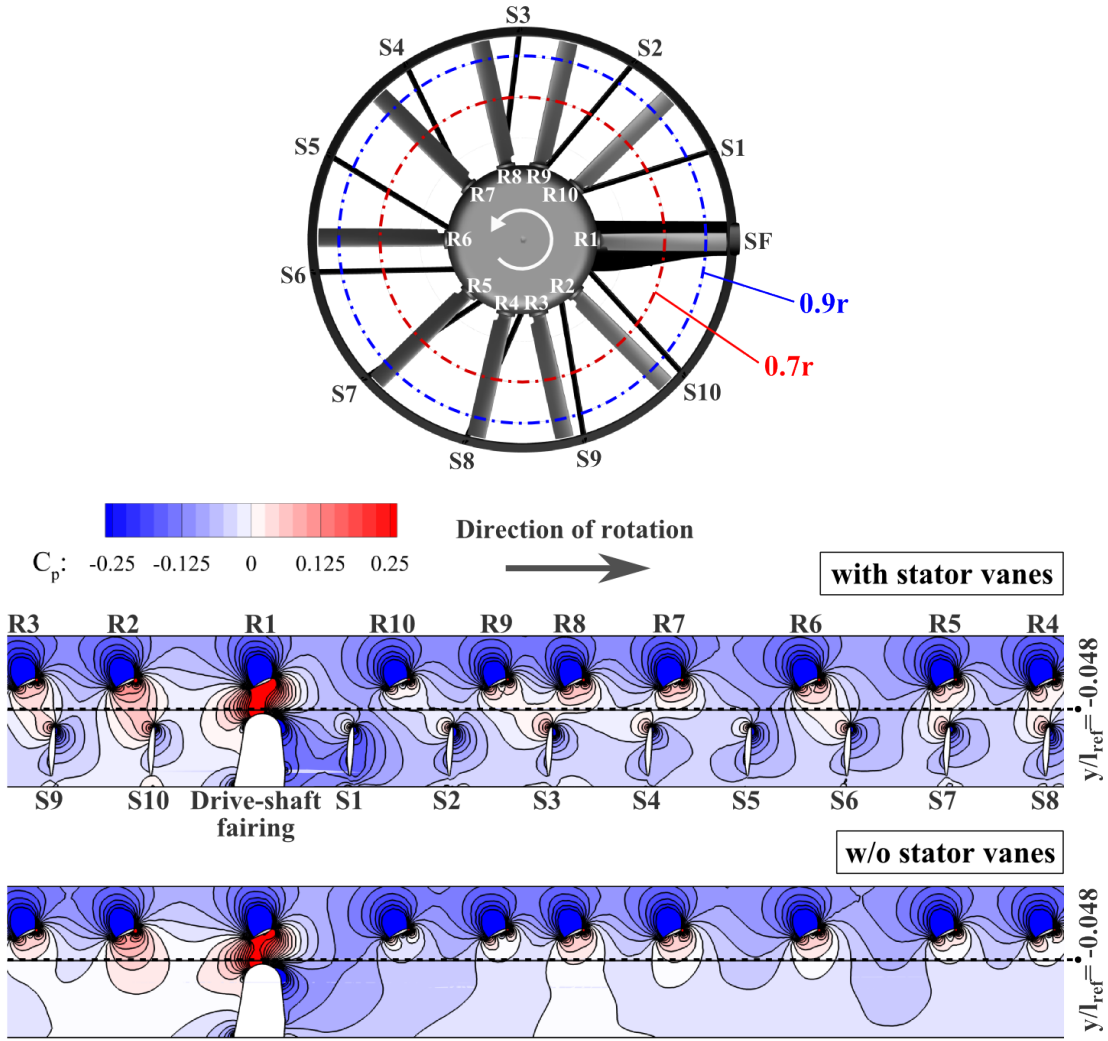 S3
S4
S2
S5
S1
R8 R9
R7 R10
R6
R1
SF
S6
R5
R2
R4 R3
0.9r
0.7r
S7
S10
S8
S9
Direction of rotation
Cp: -0.25 -0.125 0 0.125 0.25
with stator vanes
R3 R2 R1 R10 R9 R8 R7 R6 R5 R4
y/lref= -0.048
S9 S10 Drive-shaft S1 S2 S3 S4 S5 S6 S7 S8
fairing
w/o stator vanes
y/lref= -0.048